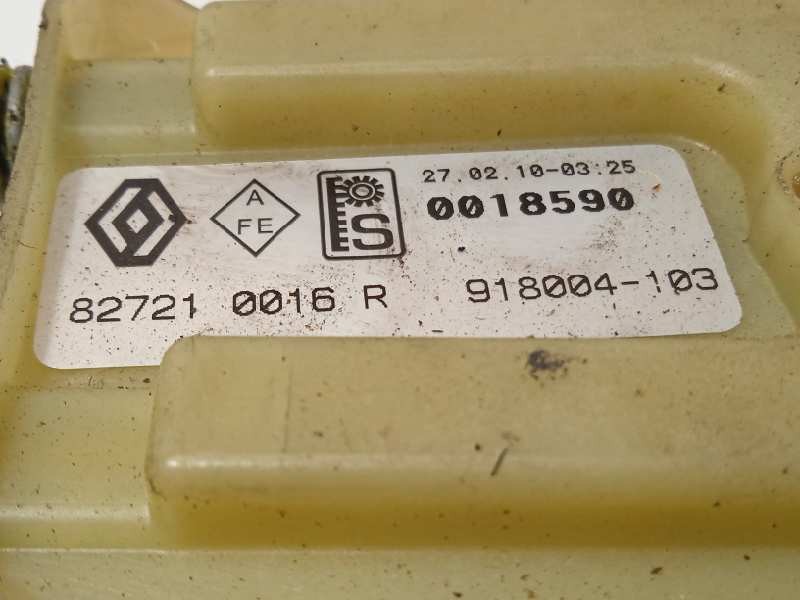 A
FE
S
27.02.10-03:25
0018590
82721 0016 R 918004-103